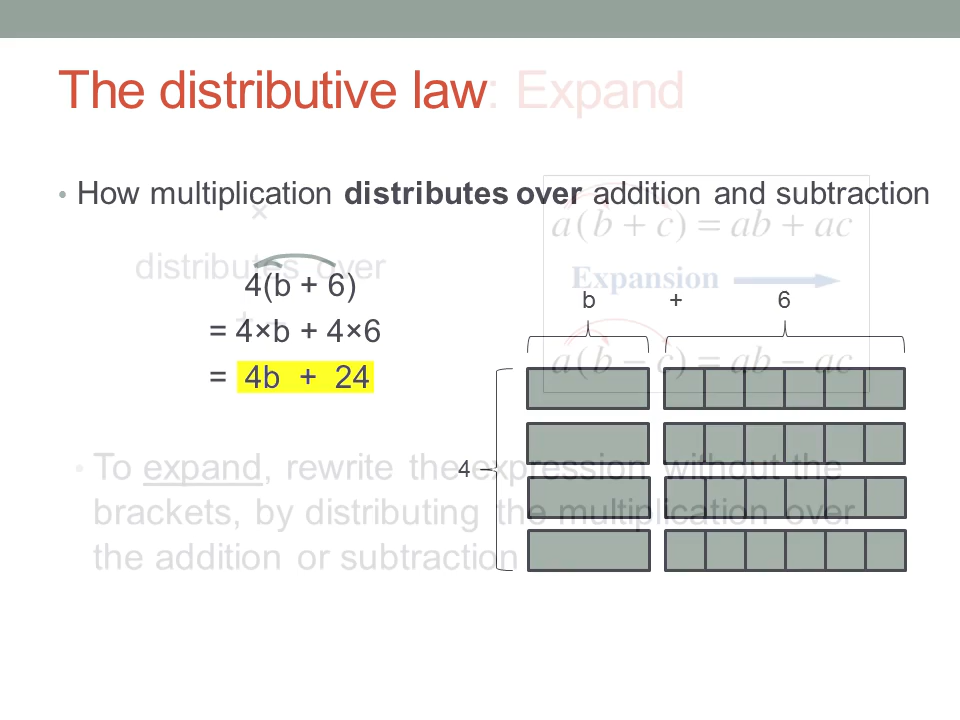 The distributive law: Expand
• How multiplication distributes over addition and subtraction
×
a(b + c) = ab + ac
distributes over
Expansion
4(b + 6)
b + 6
+
= 4×b + 4×6
a(b − c) = ab − ac
= 4b + 24
4
• To expand, rewrite the expression without the
brackets, by distributing the multiplication over
the addition or subtraction